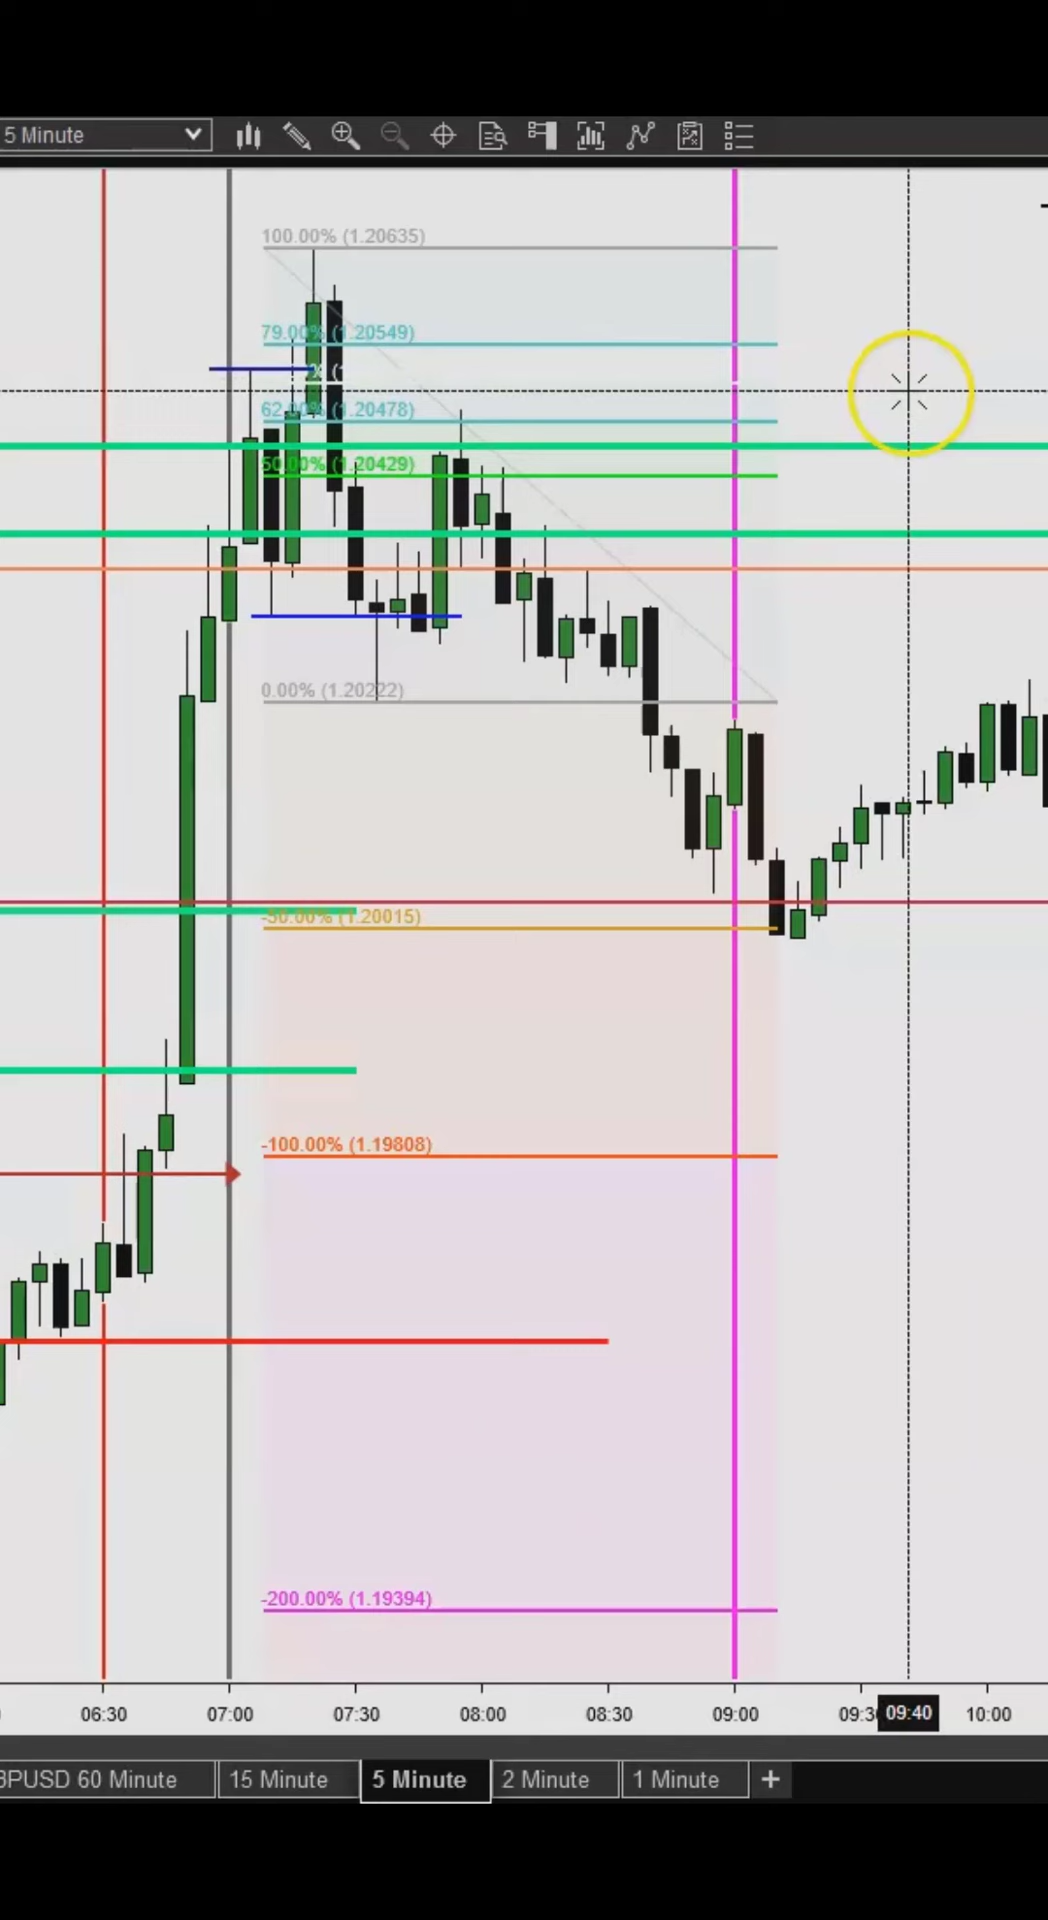 5 Minute
100.00% (1.20635)
79.00% (1.20549)
62.00% (1.20478)
50.00% (1.20429)
0.00% (1.20222)
-50.00% (1.20015)
-100.00% (1.19808)
-200.00% (1.19394)
06:30 07:00 07:30 08:00 08:30 09:00 09:3 09:40 10:00
BPUSD 60 Minute 15 Minute 5 Minute 2 Minute 1 Minute +